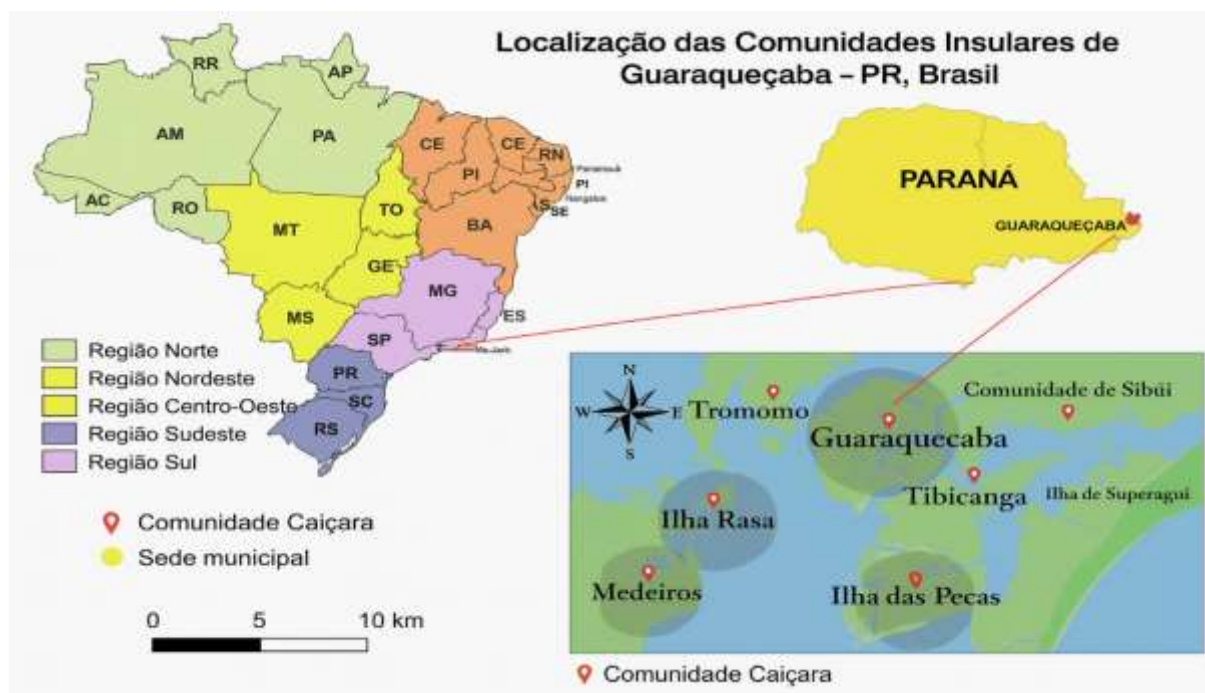 Localização das Comunidades Insulares de
Guaraqueçaba – PR, Brasil
RR
AP
AM
PA
CE
CE
RN
PI
PI
AC
RO
MT
TO
BA
S
SE
GE
MG
ES
MS
SP
PR
SC
RS
PARANÁ
GUARAQUEÇABA
Região Norte
Região Nordeste
Região Centro-Oeste
Região Sudeste
Região Sul
Comunidade Caiçara
Sede municipal
0 5 10 km
N
W E
S
Tromomo
Comunidade de Sibúi
Guaraquecaba
Tibicanga
Ilha de Superagui
Ilha Rasa
Medeiros
Ilha das Pecas
Comunidade Caiçara